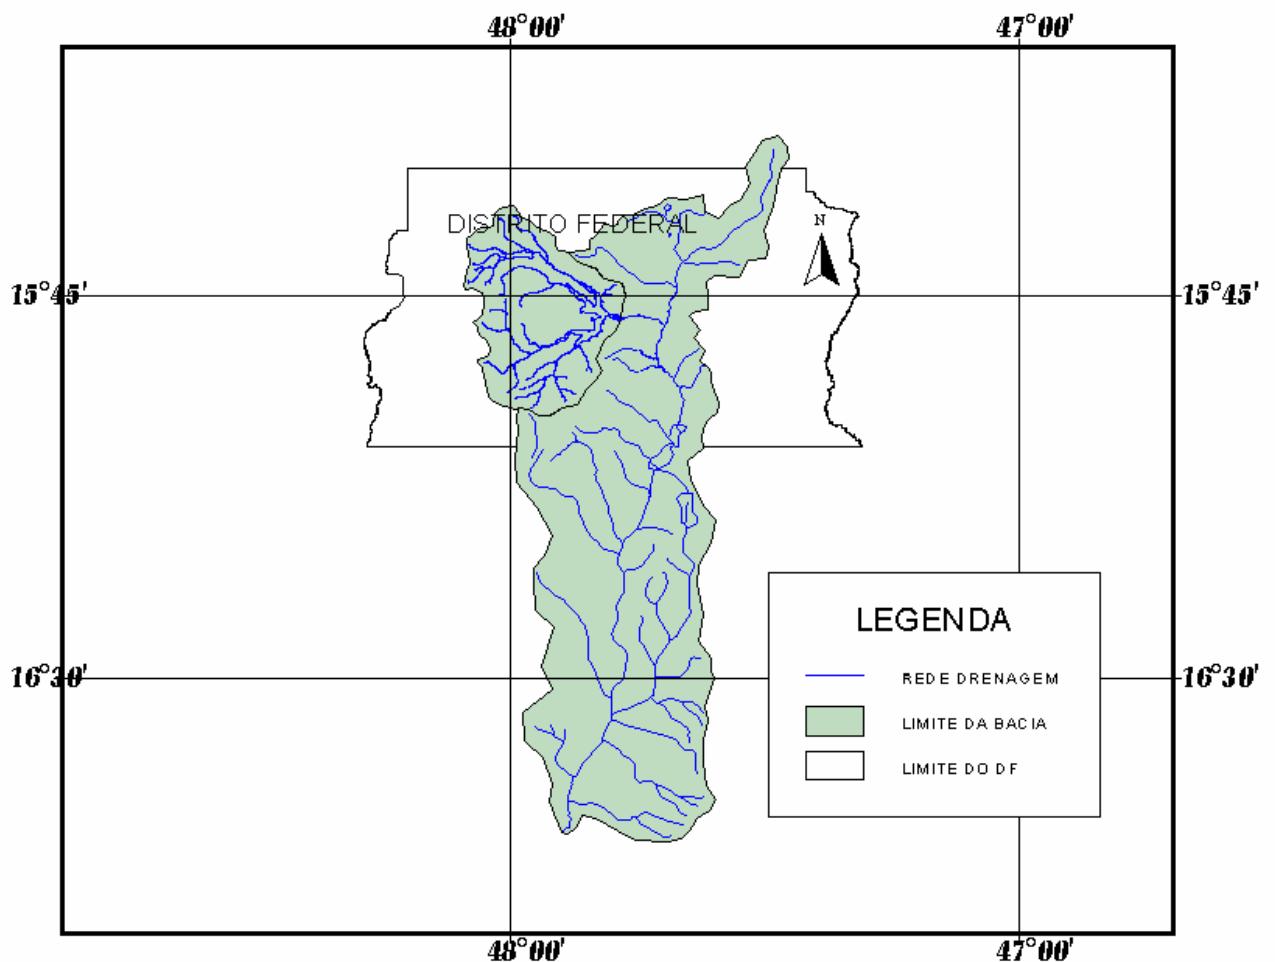 48°00'
47°00'
DISTRITO FEDERAL
N
15°45'
15°45'
LEGENDA
16°30'
REDE DRENAGEM
16°30'
LIMITE DA BACIA
LIMITE DO DF
48°00'
47°00'